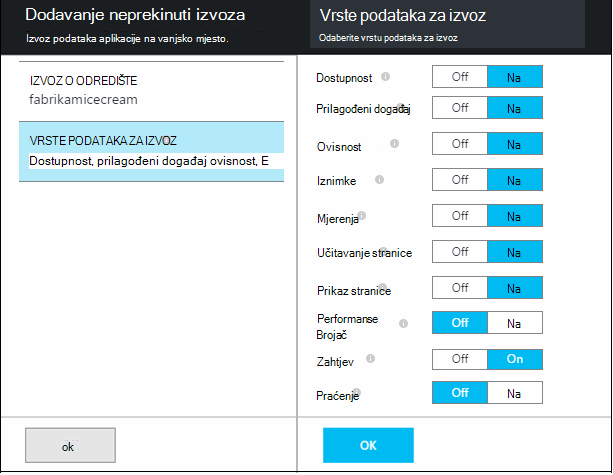 Dodavanje neprekinuti izvoza
Izvoz podataka aplikacije na vanjsko mjesto.
IZVOZ O ODREDIŠTE
fabrikamicecream
VRSTE PODATAKA ZA IZVOZ
Dostupnost, prilagođeni događaj ovisnost, E
ok
Vrste podataka za izvoz
Odaberite vrstu podataka za izvoz
Dostupnost Off Na
Prilagođeni događaj Off Na
Ovisnost Off Na
Iznimke Off Na
Mjerenja Off Na
Učitavanje stranice Off Na
Prikaz stranice Off Na
Performanse
Brojač Off Na
Zahtjev Off On
Praćenje Off Na
OK